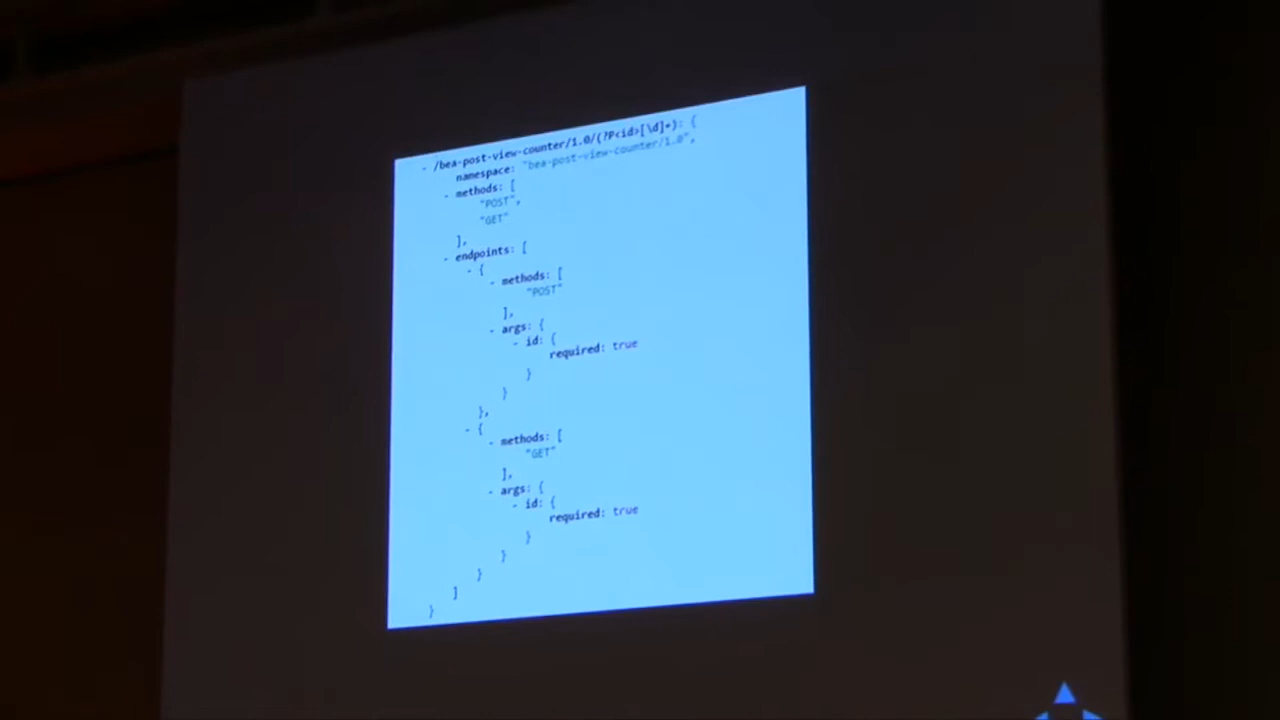 - /bea-post-view-counter/1.0/(?P<id>[\d]+): {
namespace: "bea-post-view-counter/1.0",
- methods: [
"POST",
"GET"
],
- endpoints: [
- {
- methods: [
"POST"
],
- args: {
- id: {
required: true
}
}
},
- {
- methods: [
"GET"
],
- args: {
- id: {
required: true
}
}
}
]
}